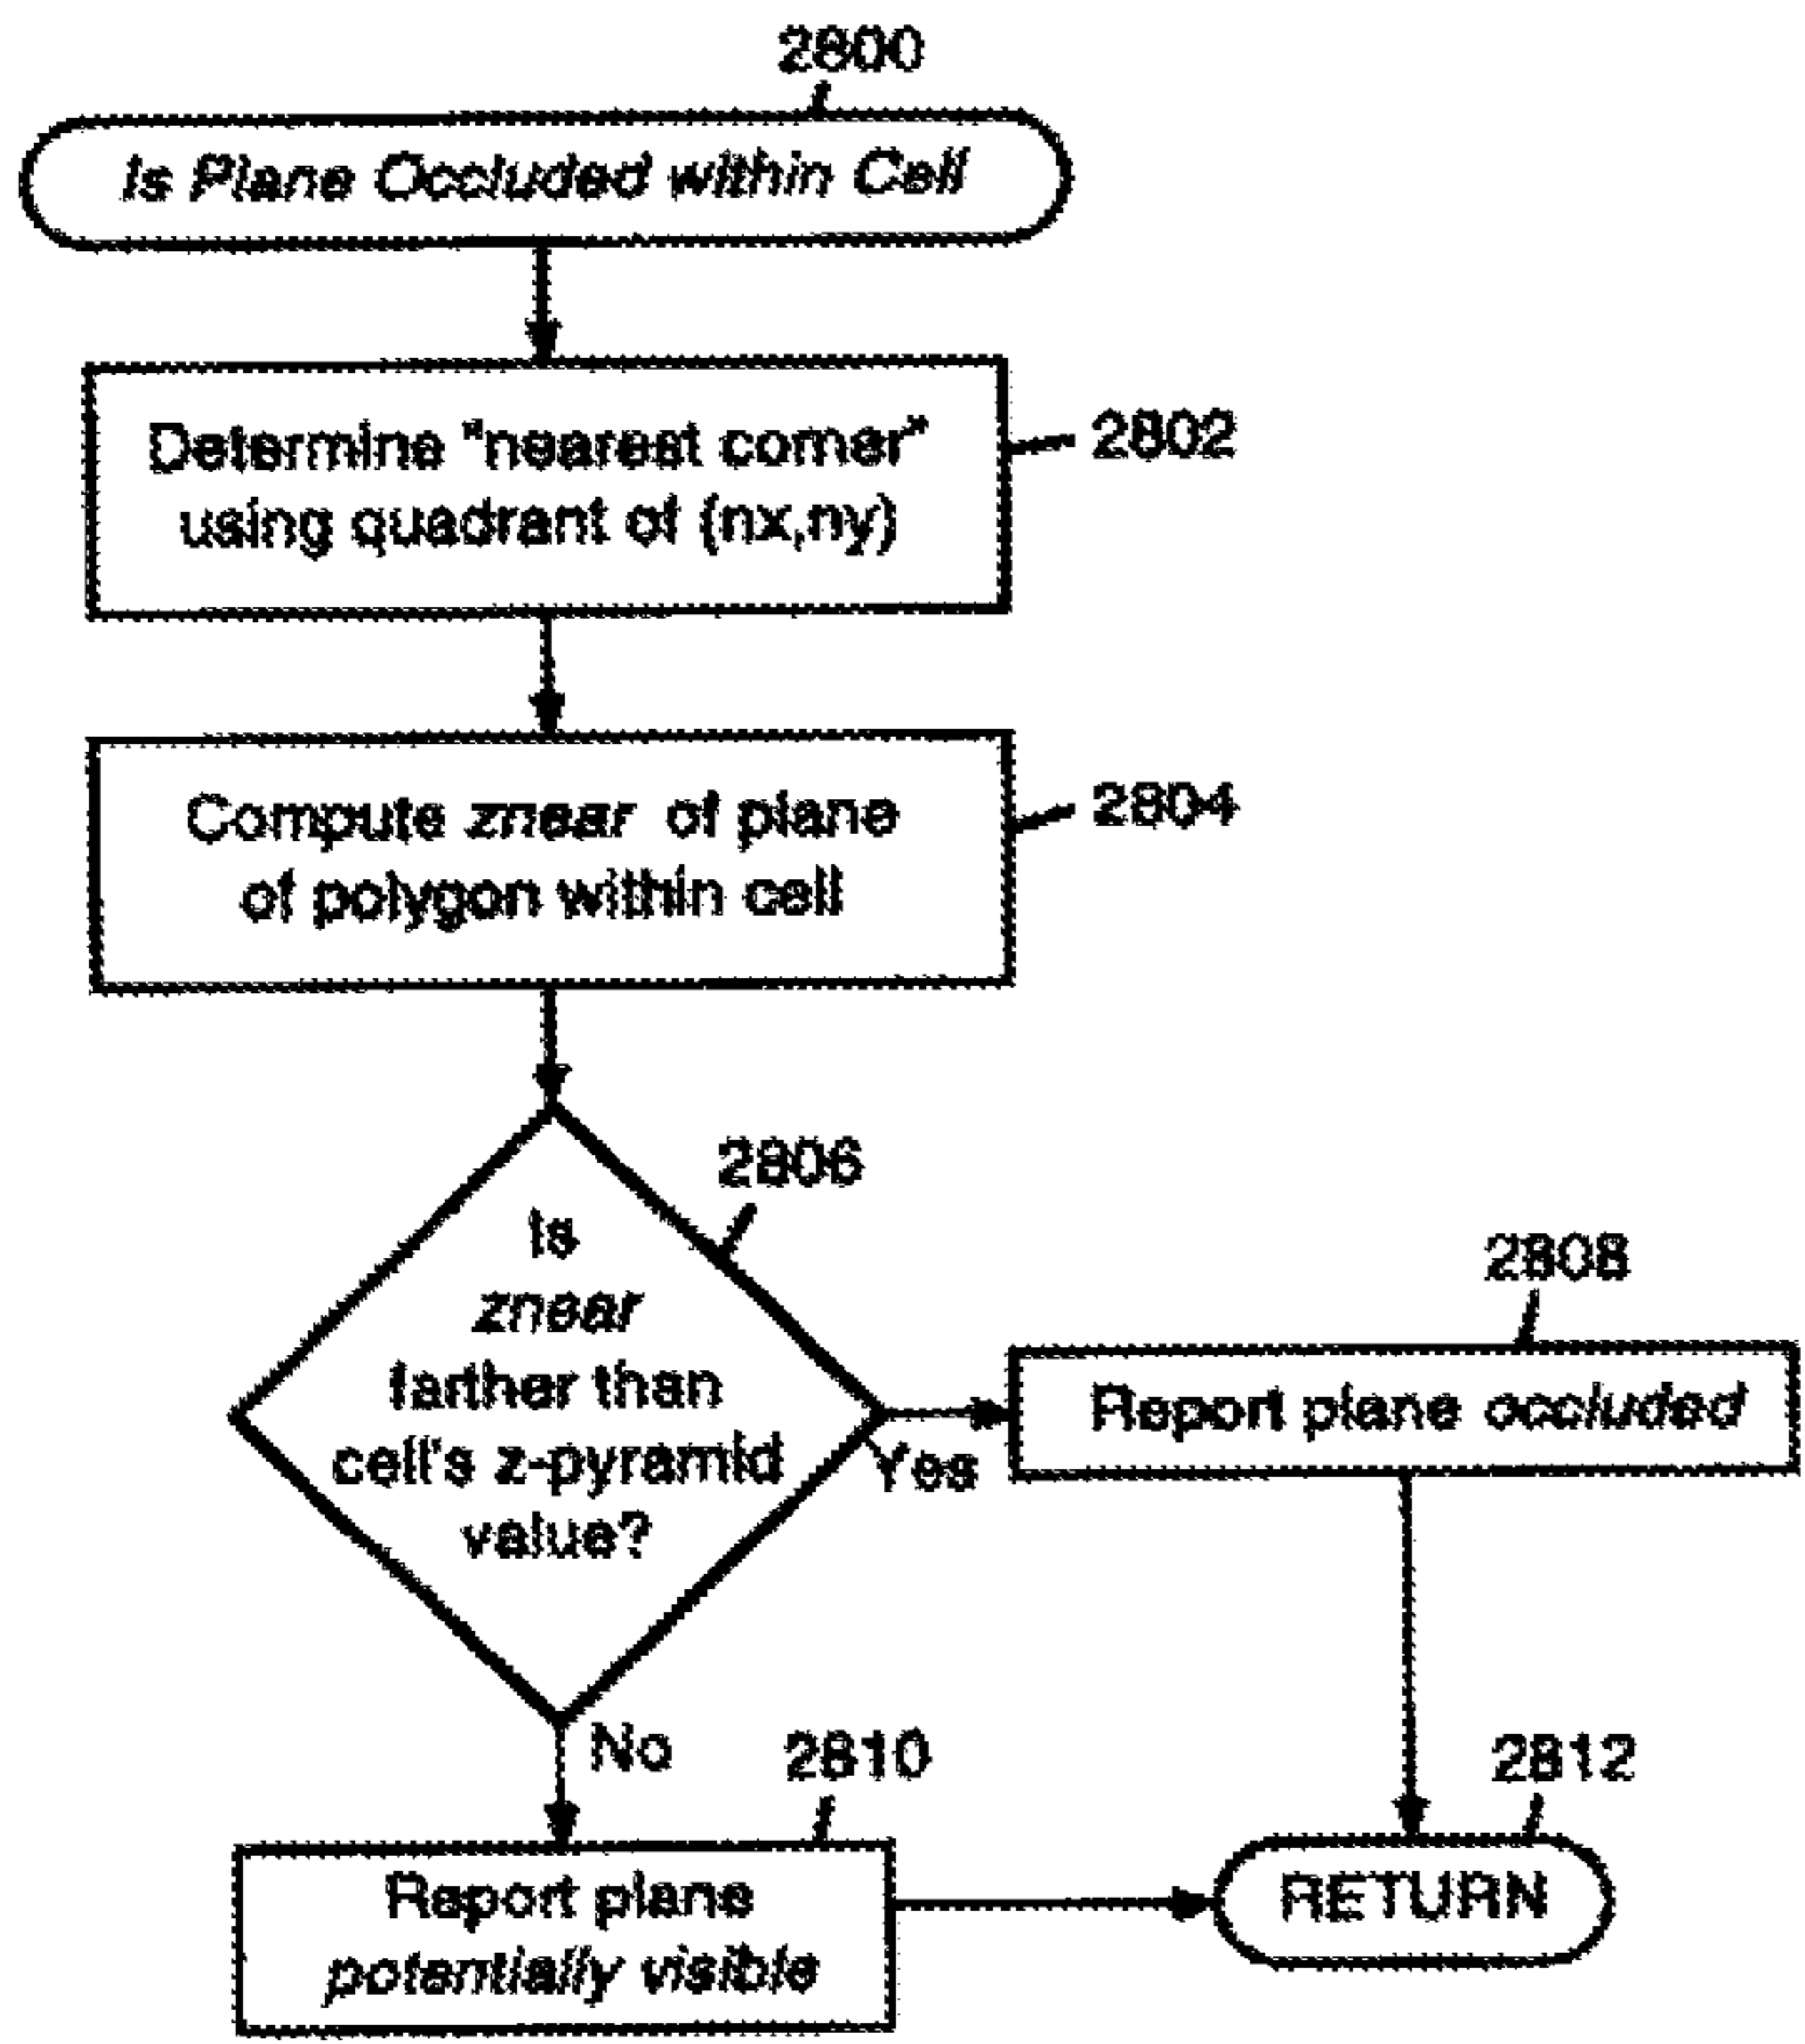 2800
Is Plane Occluded within Cell
Determine "nearest corner"
using quadrant of (nx,ny)
2802
Compute znear of plane
of polygon within cell
2804
2806
Is
znear
farther than
cell's z-pyramid
value?
Yes
2808
Report plane occluded
No
2810
Report plane
potentially visible
2812
RETURN